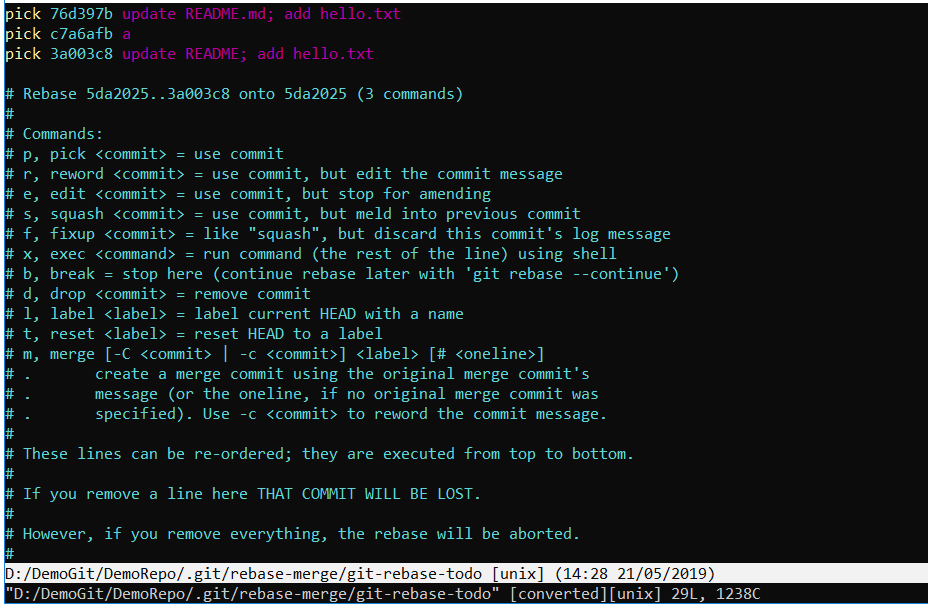 pick 76d397b update README.md; add hello.txt
pick c7a6afb a
pick 3a003c8 update README; add hello.txt
# Rebase 5da2025..3a003c8 onto 5da2025 (3 commands)
#
# Commands:
# p, pick <commit> = use commit
# r, reword <commit> = use commit, but edit the commit message
# e, edit <commit> = use commit, but stop for amending
# s, squash <commit> = use commit, but meld into previous commit
# f, fixup <commit> = like "squash", but discard this commit's log message
# x, exec <command> = run command (the rest of the line) using shell
# b, break = stop here (continue rebase later with 'git rebase --continue')
# d, drop <commit> = remove commit
# l, label <label> = label current HEAD with a name
# t, reset <label> = reset HEAD to a label
# m, merge [-C <commit> | -c <commit>] <label> [# <oneline>]
# .       create a merge commit using the original merge commit's
# .       message (or the oneline, if no original merge commit was
# .       specified). Use -c <commit> to reword the commit message.
#
# These lines can be re-ordered; they are executed from top to bottom.
#
# If you remove a line here THAT COMMIT WILL BE LOST.
#
# However, if you remove everything, the rebase will be aborted.
#
D:/DemoGit/DemoRepo/.git/rebase-merge/git-rebase-todo [unix] (14:28 21/05/2019)
"D:/DemoGit/DemoRepo/.git/rebase-merge/git-rebase-todo" [converted][unix] 29L, 1238C